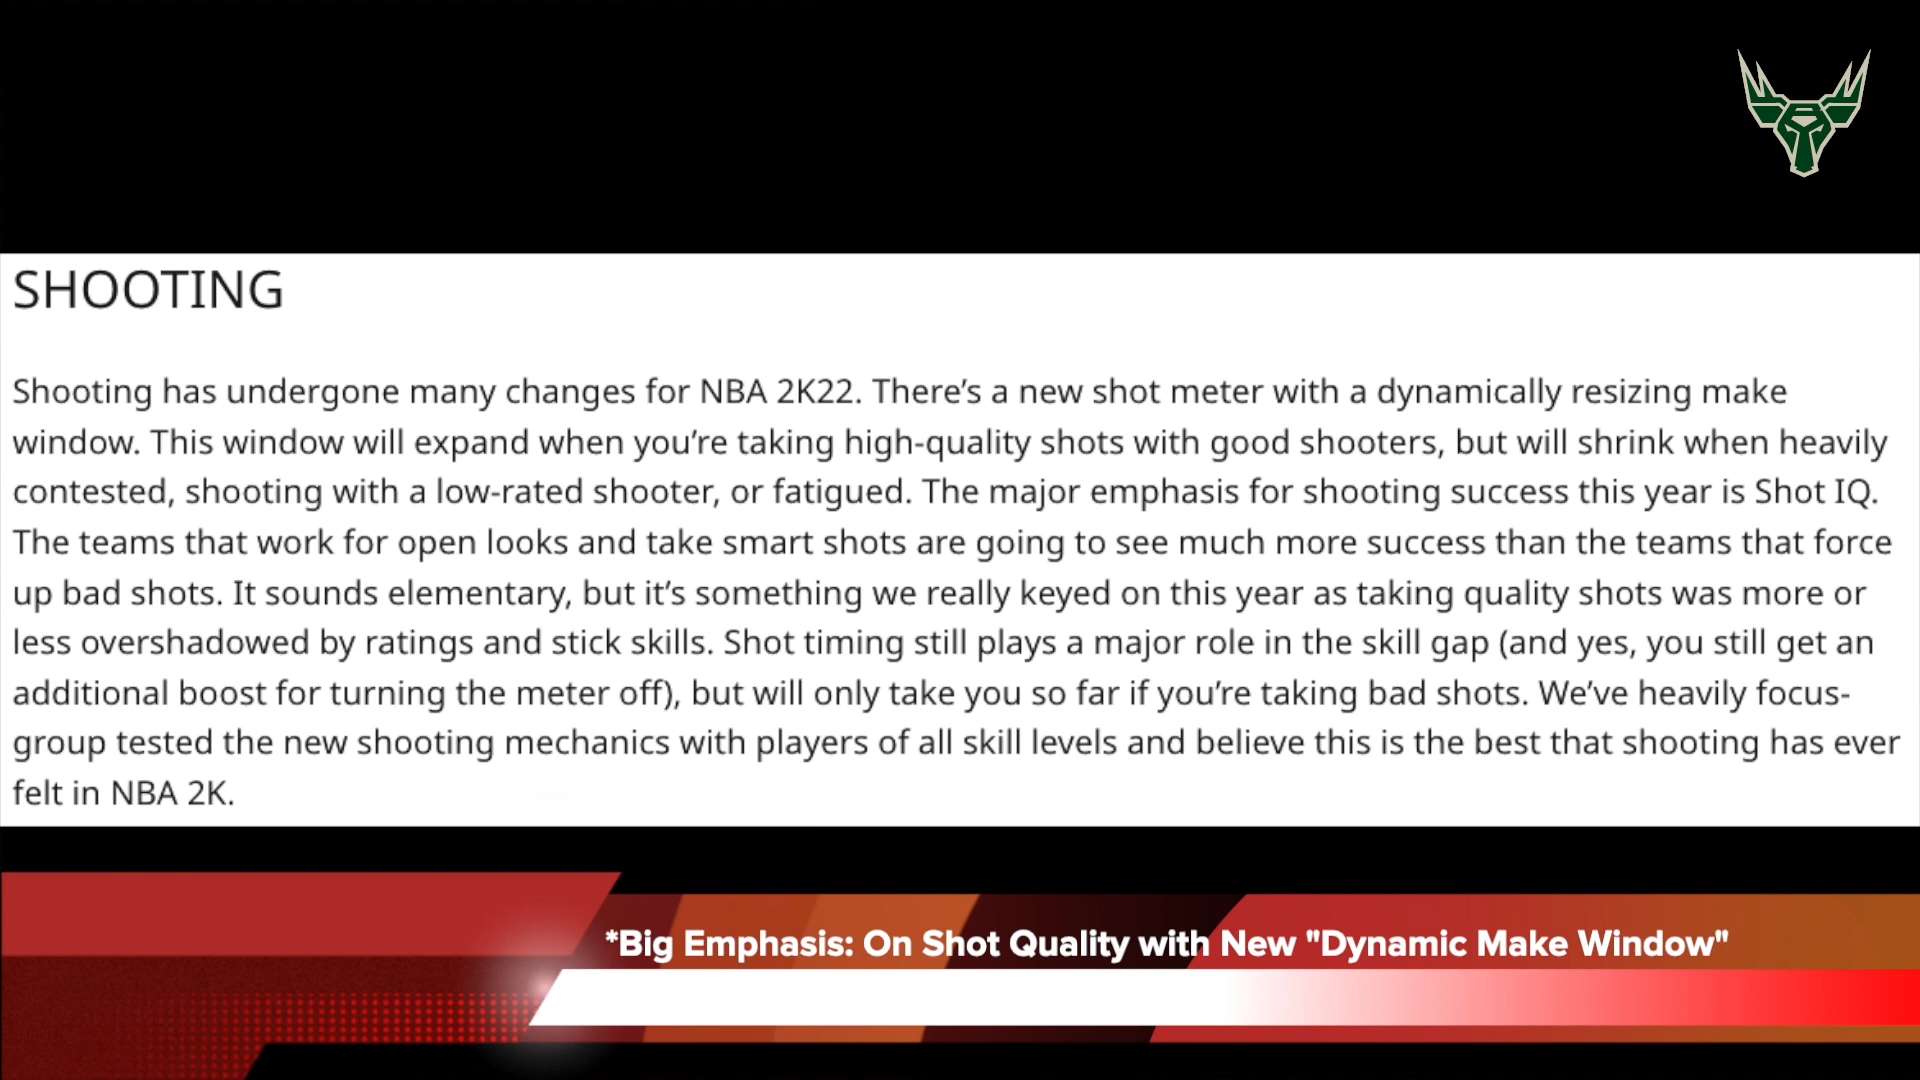 SHOOTING
Shooting has undergone many changes for NBA 2K22. There’s a new shot meter with a dynamically resizing make
window. This window will expand when you’re taking high-quality shots with good shooters, but will shrink when heavily
contested, shooting with a low-rated shooter, or fatigued. The major emphasis for shooting success this year is Shot IQ.
The teams that work for open looks and take smart shots are going to see much more success than the teams that force
up bad shots. It sounds elementary, but it’s something we really keyed on this year as taking quality shots was more or
less overshadowed by ratings and stick skills. Shot timing still plays a major role in the skill gap (and yes, you still get an
additional boost for turning the meter off), but will only take you so far if you’re taking bad shots. We’ve heavily focus-
group tested the new shooting mechanics with players of all skill levels and believe this is the best that shooting has ever
felt in NBA 2K.
*Big Emphasis: On Shot Quality with New "Dynamic Make Window"